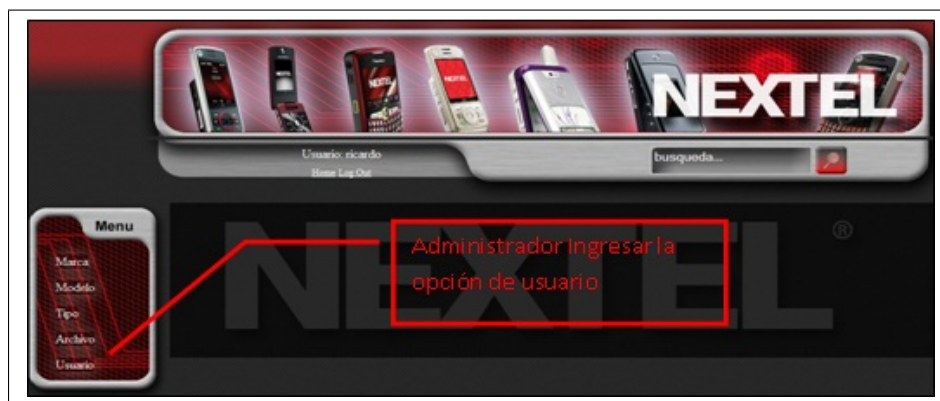 NEXTEL
Usuario: ricardo
Home Log Out
busqueda...
Menu
Marca
Modelo
Tipo
Archivo
Usuario
NEXTEL®
Administrador Ingresar la
opción de usuario